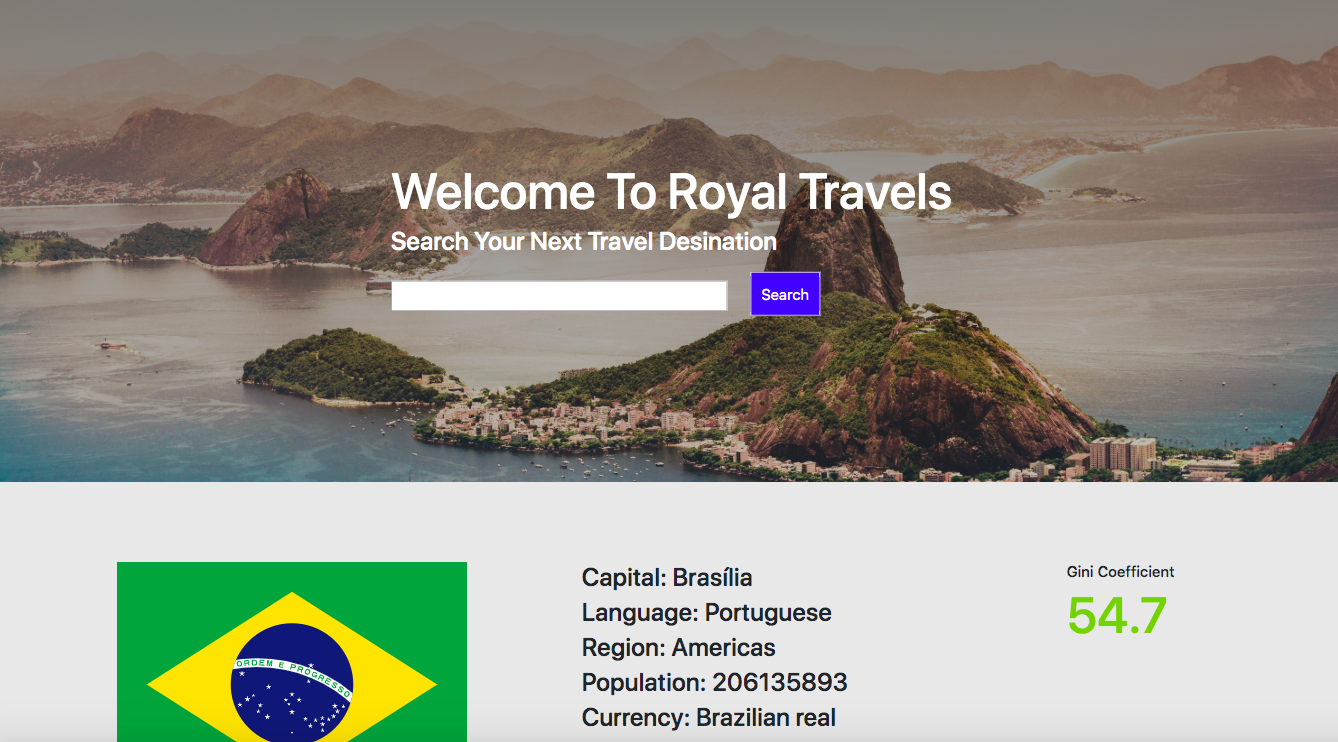 Welcome To Royal Travels
Search Your Next Travel Desination
Search
ORDEM E PROGRESSO
Capital: Brasília
Language: Portuguese
Region: Americas
Population: 206135893
Currency: Brazilian real
Gini Coefficient
54.7